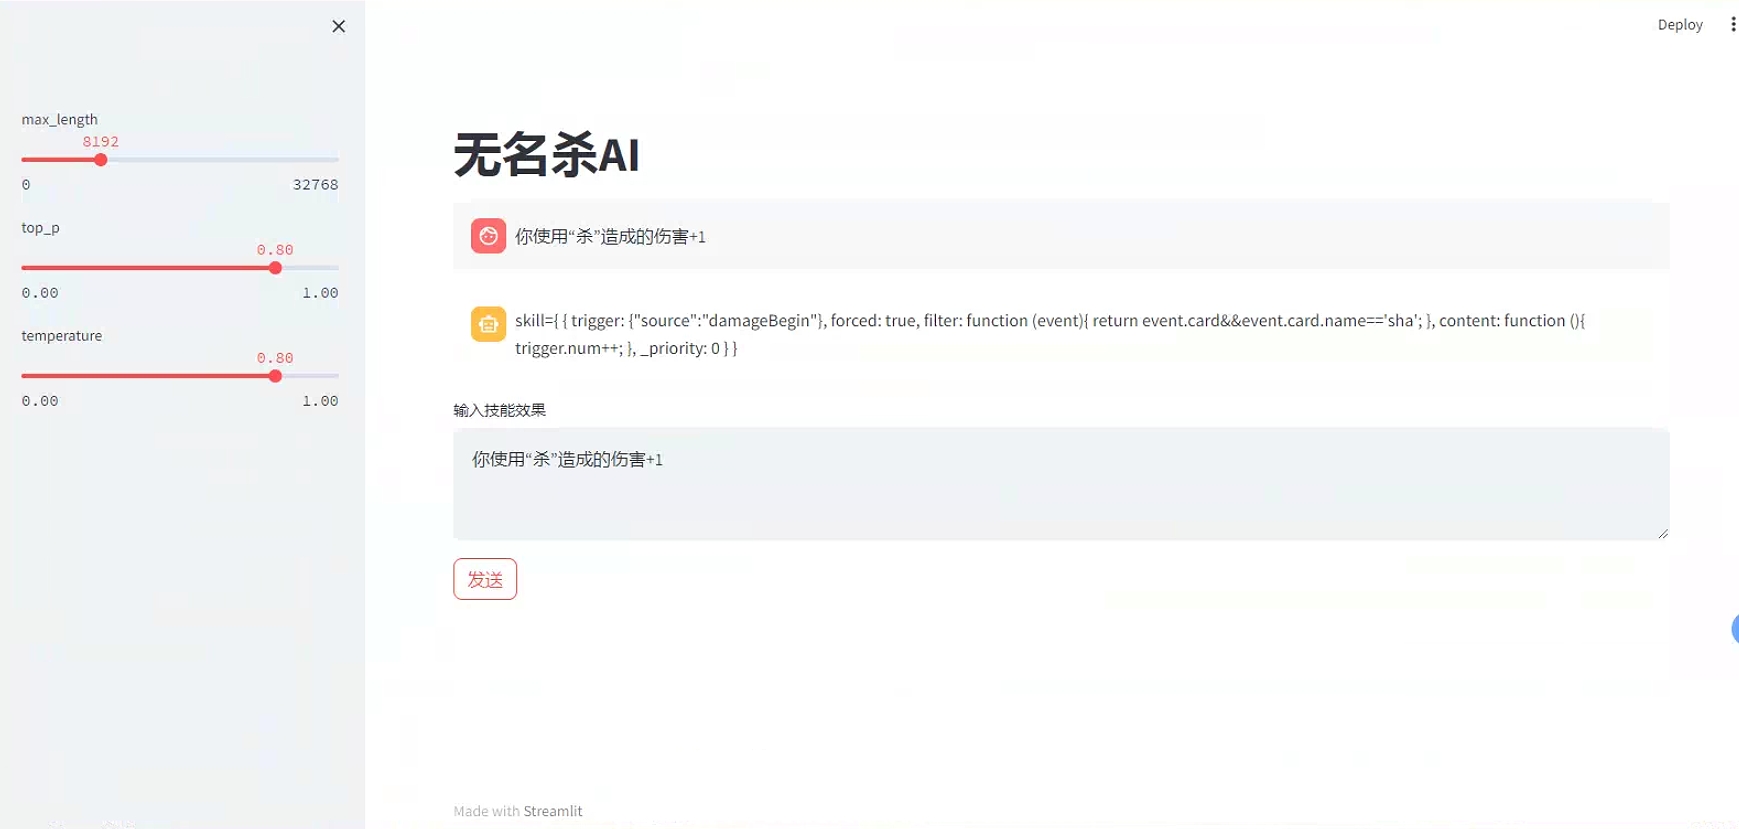 Deploy
max_length
8192
0 32768
top_p
0.80
0.00 1.00
temperature
0.80
0.00 1.00
无名杀AI
你使用“杀”造成的伤害+1
skill={ { trigger: {"source":"damageBegin"}, forced: true, filter: function (event){ return event.card&&event.card.name=='sha'; }, content: function (){
trigger.num++; }, _priority: 0 } }
输入技能效果
你使用“杀”造成的伤害+1
发送
Made with Streamlit